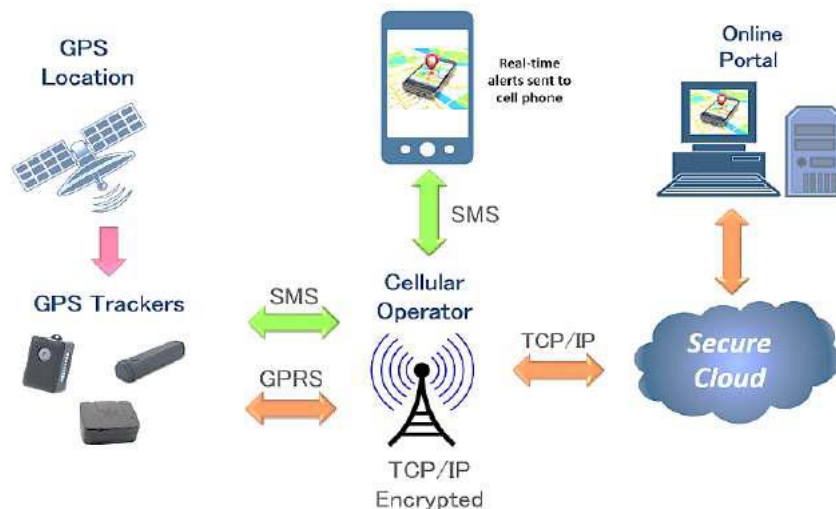 GPS
Location
Real-time
alerts sent to
cell phone
Online
Portal
SMS
GPS Trackers
SMS
Cellular
Operator
TCP/IP
Secure
Cloud
GPRS
TCP/IP
Encrypted